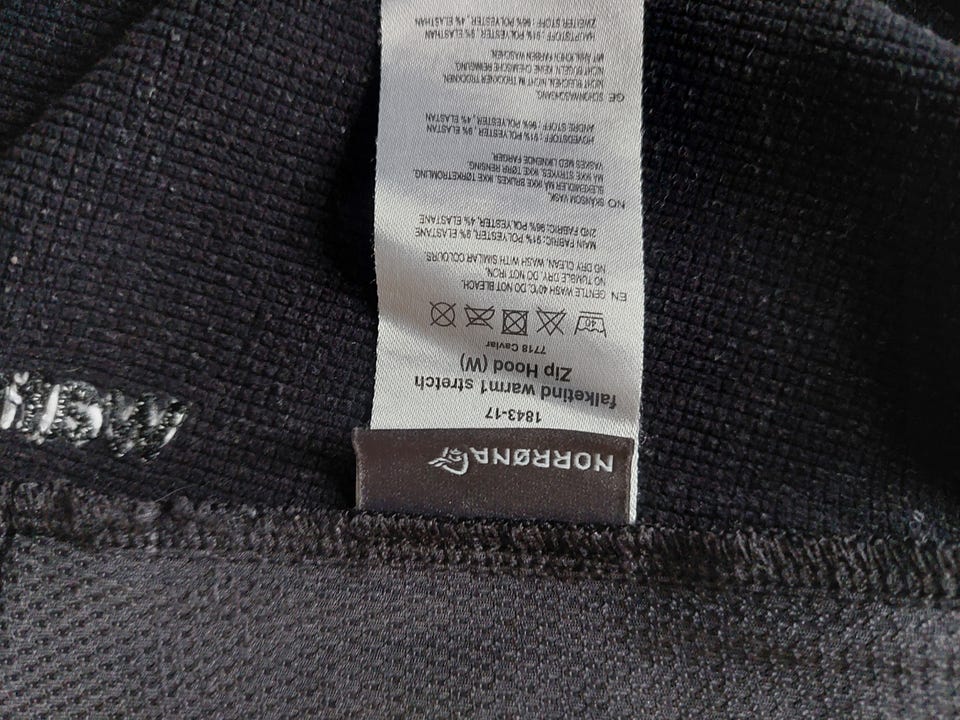 NORRØNA
1843-17
falketind warm1 stretch
Zip Hood (W)
7718 Caviar
40
EN GENTLE WASH 40°C, DO NOT BLEACH.
NO TUMBLE DRY. DO NOT IRON.
NO DRY CLEAN. WASH WITH SIMILAR COLOURS.
MAIN FABRIC: 91% POLYESTER, 9% ELASTANE
2ND FABRIC: 96% POLYESTER, 4% ELASTANE
NO SKÅNSOM VASK.
BLEKEMIDLER MÅ IKKE BRUKES. IKKE TØRKETROMLING.
MÅ IKKE STRYKES. IKKE TØRR RENSING.
VASKES MED LIKNENDE FARGER.
HOVEDSTOFF: 91% POLYESTER, 9% ELASTAN
ANDRE STOFF: 96% POLYESTER, 4% ELASTAN
GE SCHONWASCHGANG.
NICHT BLEICHEN, NICHT IM TROCKNER TROCKNEN.
NICHT BÜGELN. KEINE CHEMISCHE REINIGUNG.
MIT ÄHNLICHEN FARBEN WASCHEN.
HAUPTSTOFF: 91% POLYESTER, 9% ELASTHAN
ZWEITER STOFF: 96% POLYESTER, 4% ELASTHAN